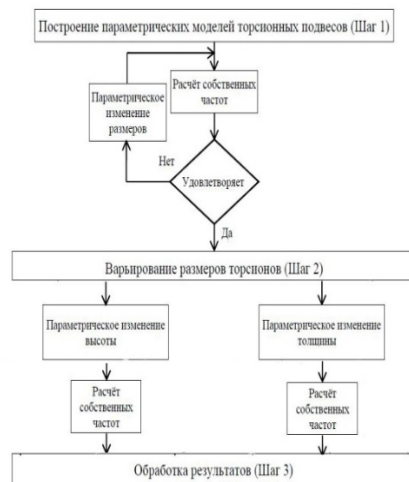 Построение параметрических моделей торсионных подвесов (Шаг 1)
Параметрическое
изменение
размеров
Расчёт
собственных
частот
Нет
Удовлетворяет
Да
Варьирование размеров торсионов (Шаг 2)
Параметрическое изменение
высоты
Параметрическое изменение
толщины
Расчёт
собственных
частот
Расчёт
собственных
частот
Обработка результатов (Шаг 3)